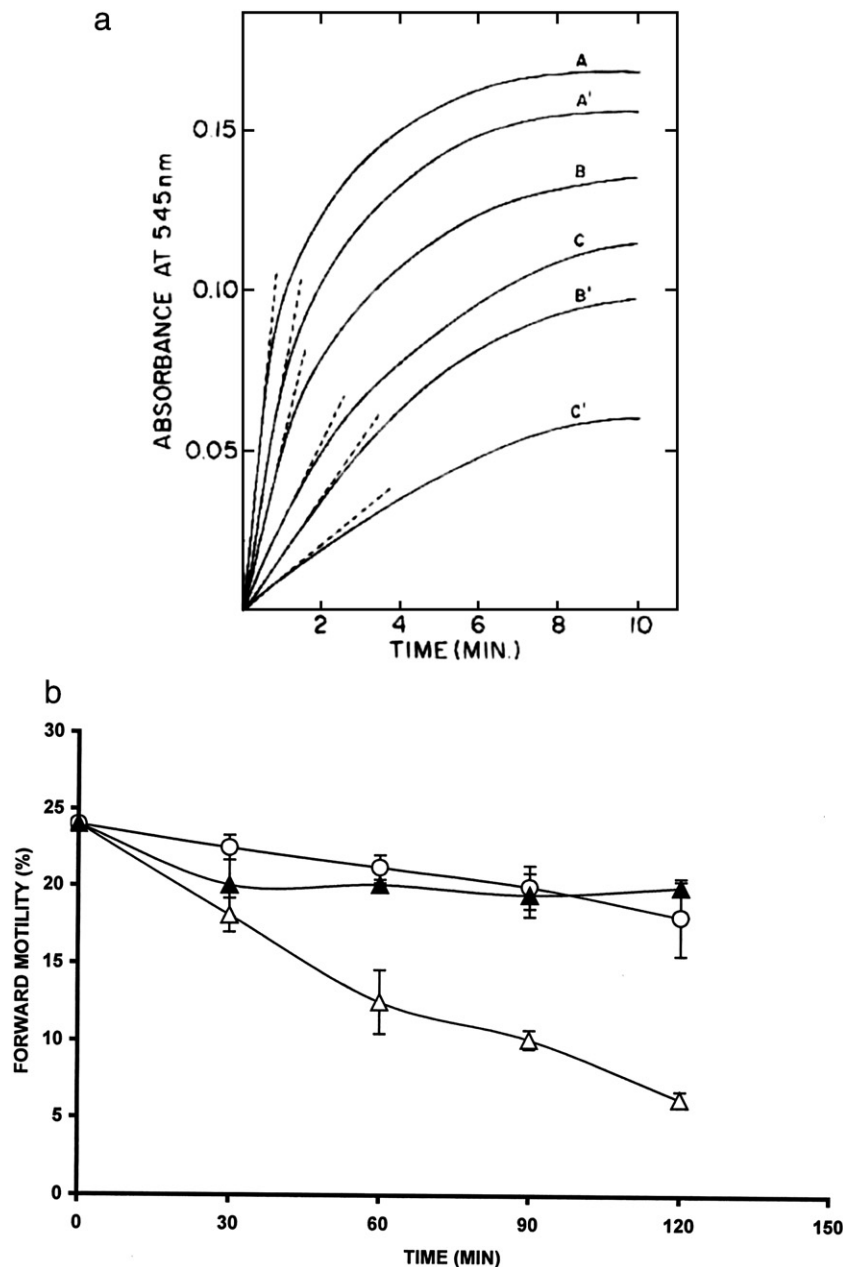 a
ABSORBANCE AT 545nm
0.15
0.10
0.05
A
A'
B
C
B'
C'
2 4 6 8 10
TIME (MIN.)
b
FORWARD MOTILITY (%)
30
25
20
15
10
5
0
0 30 60 90 120 150
TIME (MIN)